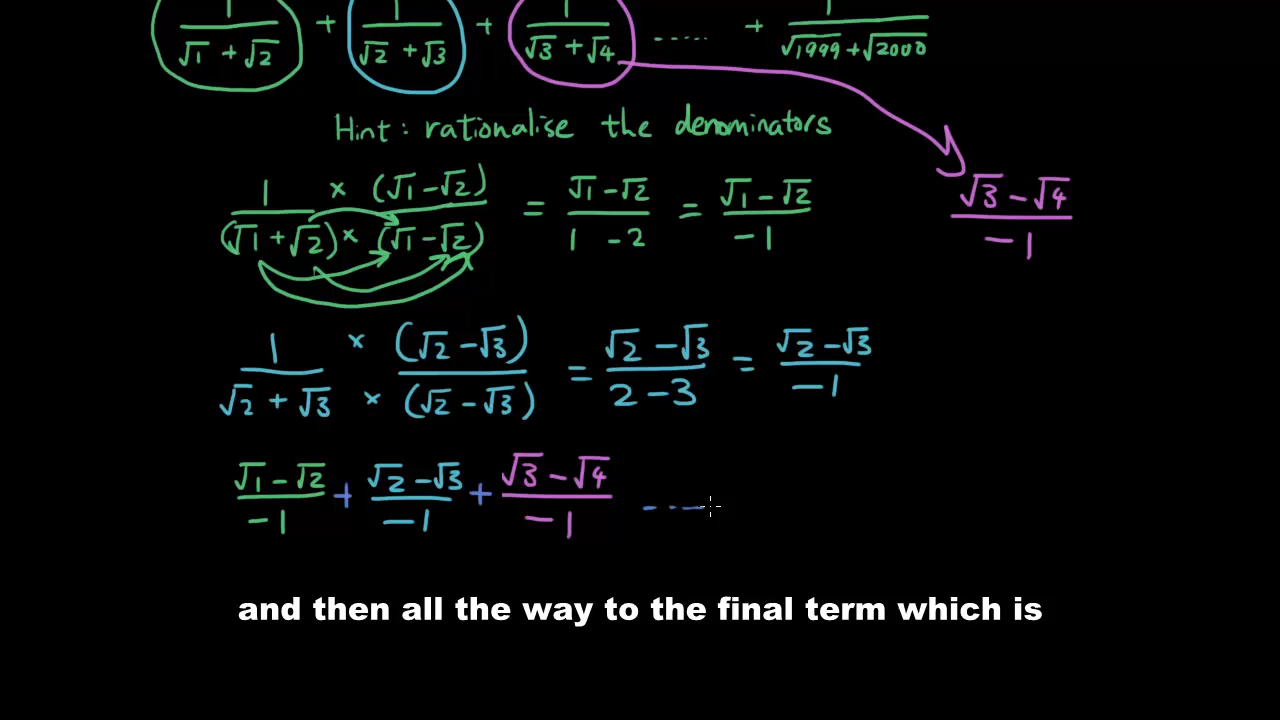 1/(√1 + √2) + 1/(√2 + √3) + 1/(√3 + √4) ...... + 1/(√1999 + √2000)
Hint: rationalise the denominators
1/(√1 + √2) × (√1 - √2)/(√1 - √2) = (√1 - √2)/(1 - 2) = (√1 - √2)/-1
(√3 - √4)/-1
1/(√2 + √3) × (√2 - √3)/(√2 - √3) = (√2 - √3)/(2 - 3) = (√2 - √3)/-1
(√1 - √2)/-1 + (√2 - √3)/-1 + (√3 - √4)/-1 ....
and then all the way to the final term which is